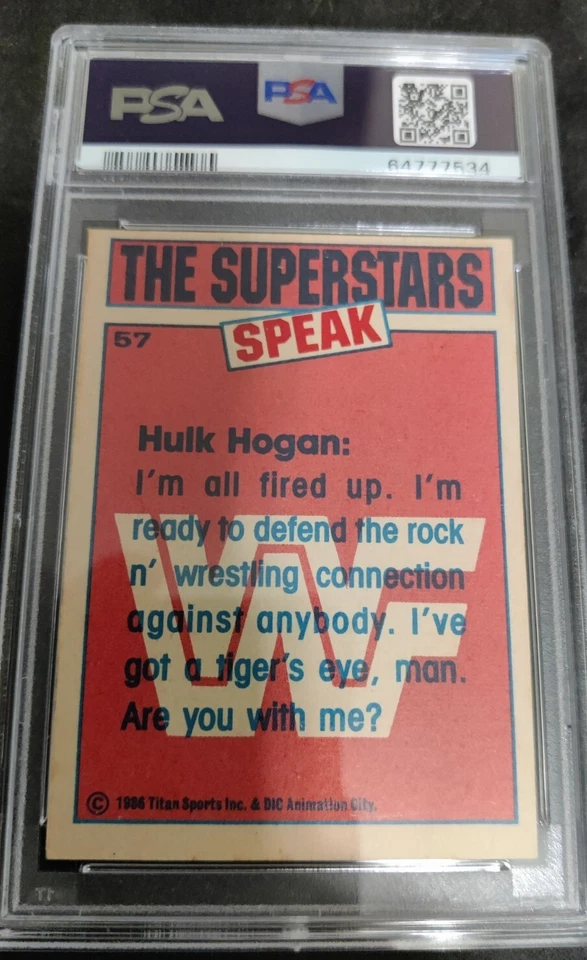 PSA
PSA
64777534
THE SUPERSTARS
SPEAK
57
Hulk Hogan:
I'm all fired up. I'm
ready to defend the rock
n' wrestling connection
against anybody. I've
got a tiger's eye, man.
Are you with me?
WF
© 1986 Titan Sports Inc. & DIC Animation City.